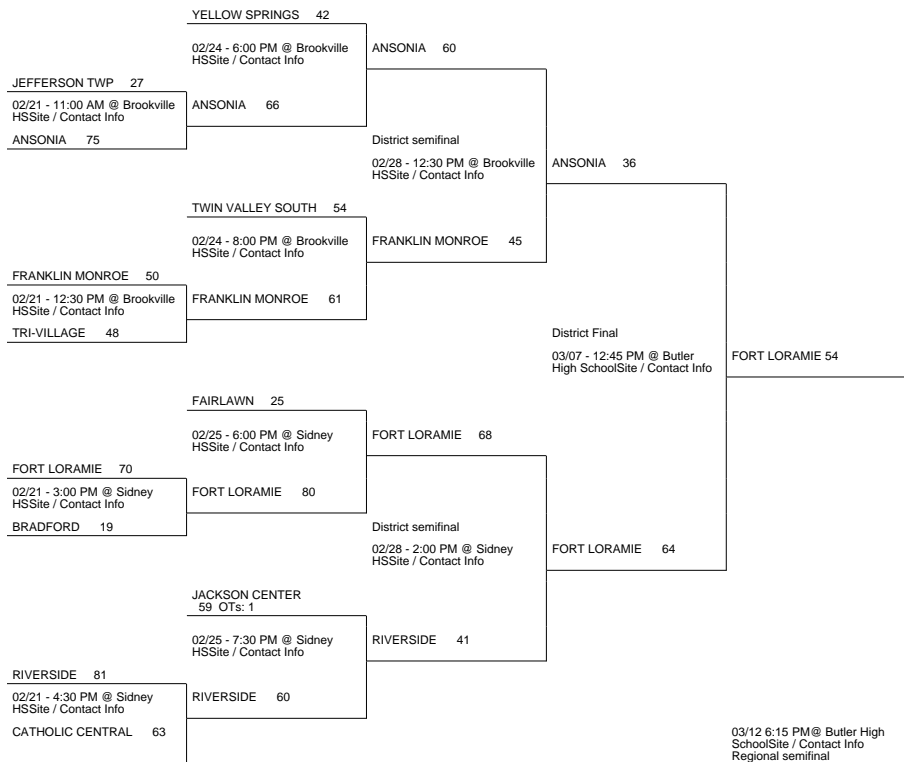 YELLOW SPRINGS 42
02/24 - 6:00 PM @ Brookville
HSSite / Contact Info
ANSONIA 60
JEFFERSON TWP 27
02/21 - 11:00 AM @ Brookville
HSSite / Contact Info
ANSONIA 66
ANSONIA 75
District semifinal
02/28 - 12:30 PM @ Brookville
HSSite / Contact Info
ANSONIA 36
TWIN VALLEY SOUTH 54
02/24 - 8:00 PM @ Brookville
HSSite / Contact Info
FRANKLIN MONROE 45
FRANKLIN MONROE 50
02/21 - 12:30 PM @ Brookville
HSSite / Contact Info
FRANKLIN MONROE 61
TRI-VILLAGE 48
District Final
03/07 - 12:45 PM @ Butler
High SchoolSite / Contact Info
FORT LORAMIE 54
FAIRLAWN 25
02/25 - 6:00 PM @ Sidney
HSSite / Contact Info
FORT LORAMIE 68
FORT LORAMIE 70
02/21 - 3:00 PM @ Sidney
HSSite / Contact Info
FORT LORAMIE 80
BRADFORD 19
District semifinal
02/28 - 2:00 PM @ Sidney
HSSite / Contact Info
FORT LORAMIE 64
JACKSON CENTER
59 OTs: 1
02/25 - 7:30 PM @ Sidney
HSSite / Contact Info
RIVERSIDE 41
RIVERSIDE 81
02/21 - 4:30 PM @ Sidney
HSSite / Contact Info
RIVERSIDE 60
CATHOLIC CENTRAL 63
03/12 6:15 PM@ Butler High
SchoolSite / Contact Info
Regional semifinal